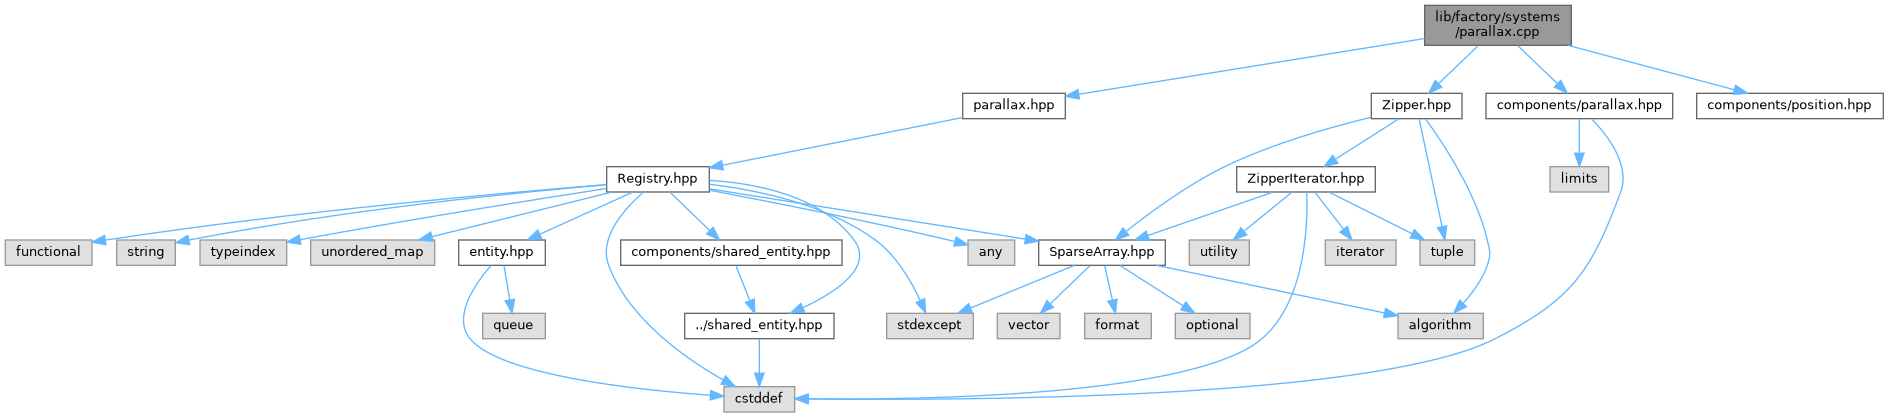 lib/factory/systems
/parallax.cpp
parallax.hpp
Zipper.hpp
components/parallax.hpp
components/position.hpp
Registry.hpp
ZipperIterator.hpp
limits
functional
string
typeindex
unordered_map
entity.hpp
components/shared_entity.hpp
any
SparseArray.hpp
utility
iterator
tuple
queue
../shared_entity.hpp
stdexcept
vector
format
optional
algorithm
cstddef